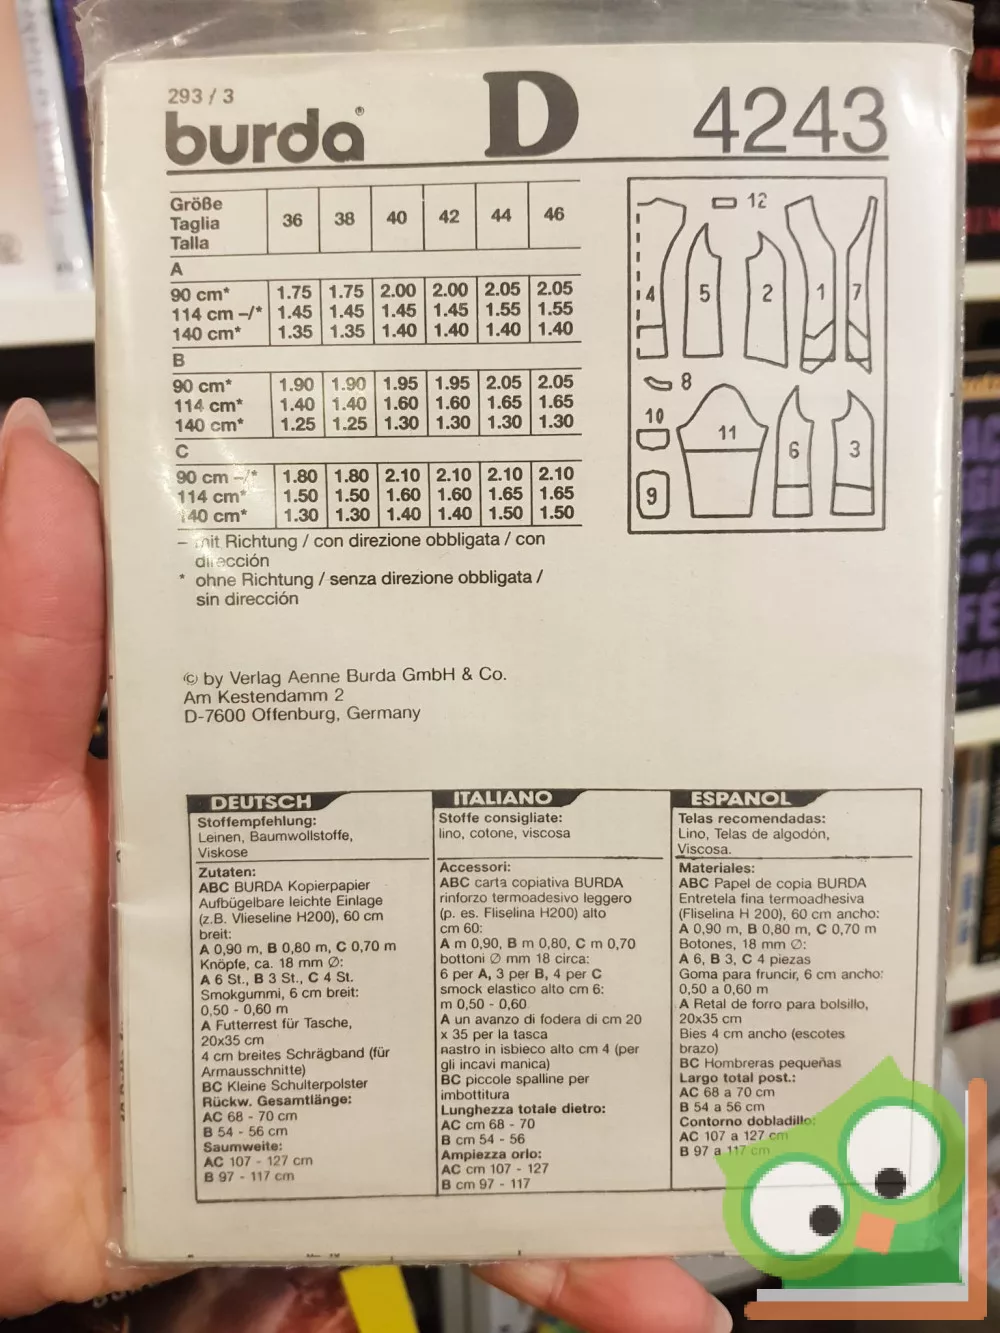 293 / 3
burda® D 4243
Größe
Taglia
Talla
36 38 40 42 44 46
A
90 cm* 1.75 1.75 2.00 2.00 2.05 2.05
114 cm –/* 1.45 1.45 1.45 1.45 1.55 1.55
140 cm* 1.35 1.35 1.40 1.40 1.40 1.40
B
90 cm* 1.90 1.90 1.95 1.95 2.05 2.05
114 cm* 1.40 1.40 1.60 1.60 1.65 1.65
140 cm* 1.25 1.25 1.30 1.30 1.30 1.30
C
90 cm –/* 1.80 1.80 2.10 2.10 2.10 2.10
114 cm* 1.50 1.50 1.60 1.60 1.65 1.65
140 cm* 1.30 1.30 1.40 1.40 1.50 1.50
– mit Richtung / con direzione obbligata / con
dirección
* ohne Richtung / senza direzione obbligata /
sin dirección
12
4 5 2 1 7
8
10
11
6 3
9
© by Verlag Aenne Burda GmbH & Co.
Am Kestendamm 2
D-7600 Offenburg, Germany
DEUTSCH
Stoffempfehlung:
Leinen, Baumwollstoffe,
Viskose
Zutaten:
ABC BURDA Kopierpapier
Aufbügelbare leichte Einlage
(z.B. Vlieseline H200), 60 cm
breit:
A 0,90 m, B 0,80 m, C 0,70 m
Knöpfe, ca. 18 mm Ø:
A 6 St., B 3 St., C 4 St.
Smokgummi, 6 cm breit:
0,50 - 0,60 m
A Futterrest für Tasche,
20x35 cm
4 cm breites Schrägband (für
Armausschnitte)
BC Kleine Schulterpolster
Rückw. Gesamtlänge:
AC 68 - 70 cm
B 54 - 56 cm
Saumweite:
AC 107 - 127 cm
B 97 - 117 cm
ITALIANO
Stoffe consigliate:
lino, cotone, viscosa
Accessori:
ABC carta copiativa BURDA
rinforzo termoadesivo leggero
(p. es. Fliselina H200) alto
cm 60:
A m 0,90, B m 0,80, C m 0,70
bottoni Ø mm 18 circa:
6 per A, 3 per B, 4 per C
smock elastico alto cm 6:
m 0,50 - 0,60
A un avanzo di fodera di cm 20
x 35 per la tasca
nastro in isbieco alto cm 4 (per
gli incavi manica)
BC piccole spalline per
imbottitura
Lunghezza totale dietro:
AC cm 68 - 70
B cm 54 - 56
Ampiezza orlo:
AC cm 107 - 127
B cm 97 - 117
ESPAÑOL
Telas recomendadas:
Lino, Telas de algodón,
Viscosa.
Materiales:
ABC Papel de copia BURDA
Entretela fina termoadhesiva
(Fliselina H 200), 60 cm ancho:
A 0,90 m, B 0,80 m, C 0,70 m
Botones, 18 mm Ø:
A 6, B 3, C 4 piezas
Goma para fruncir, 6 cm ancho:
0,50 a 0,60 m
A Retal de forro para bolsillo,
20x35 cm
Bies 4 cm ancho (escotes
brazo)
BC Hombreras pequeñas
Largo total post.:
AC 68 a 70 cm
B 54 a 56 cm
Contorno dobladillo:
AC 107 a 127 cm
B 97 a 117 cm